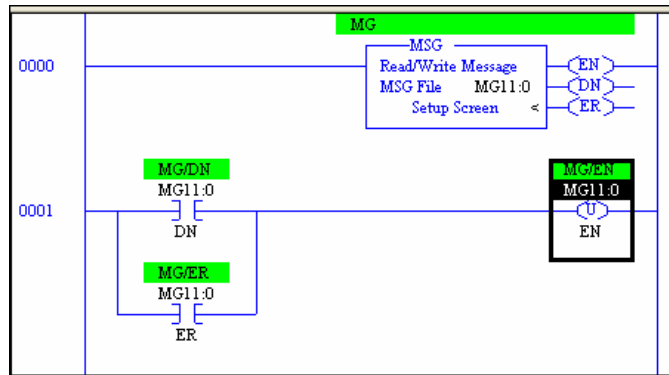 MG
MSG
0000
Read/Write Message
EN
MSG File MG11:0
DN
Setup Screen <
ER
MG/DN
MG/EN
MG11:0
MG11:0
0001
U
DN
EN
MG/ER
MG11:0
ER